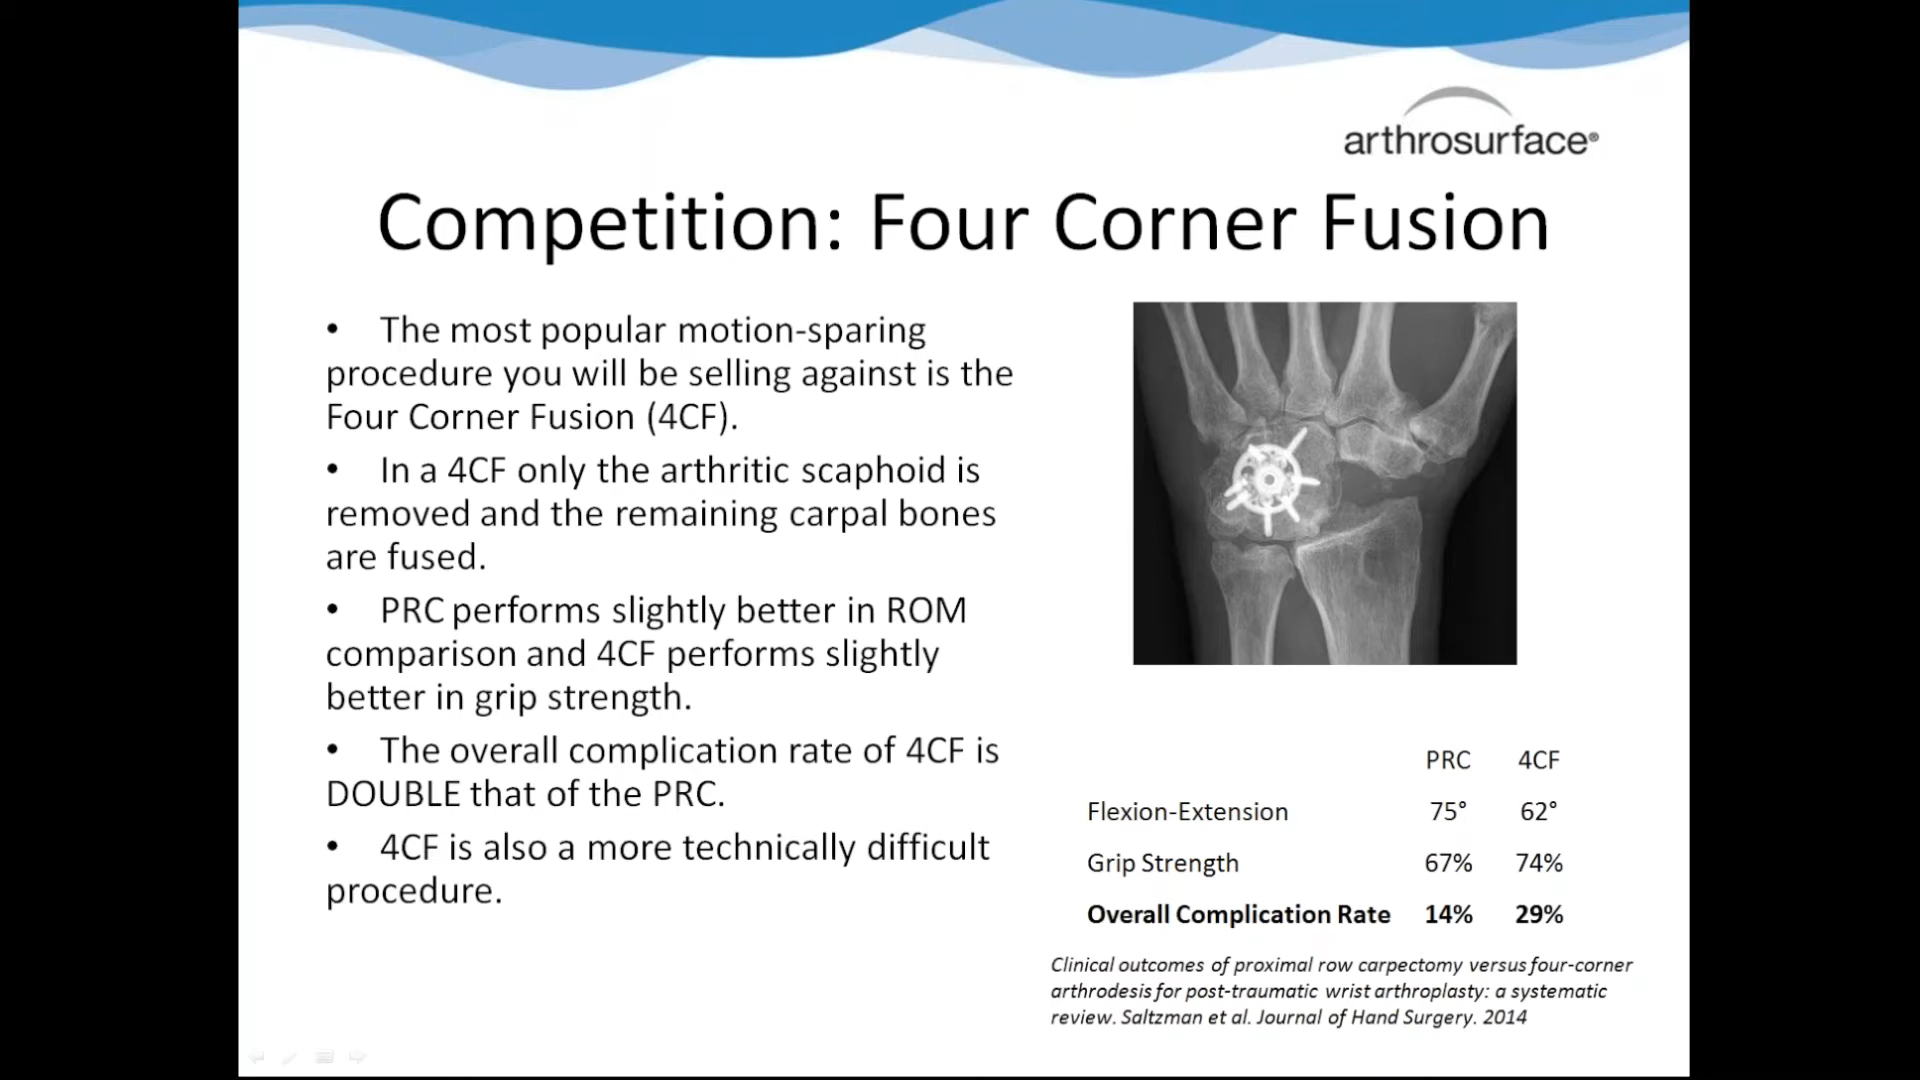 arthrosurface®
Competition: Four Corner Fusion
• The most popular motion-sparing
procedure you will be selling against is the
Four Corner Fusion (4CF).
• In a 4CF only the arthritic scaphoid is
removed and the remaining carpal bones
are fused.
• PRC performs slightly better in ROM
comparison and 4CF performs slightly
better in grip strength.
• The overall complication rate of 4CF is
DOUBLE that of the PRC.
• 4CF is also a more technically difficult
procedure.
PRC 4CF
Flexion-Extension 75° 62°
Grip Strength 67% 74%
Overall Complication Rate 14% 29%
Clinical outcomes of proximal row carpectomy versus four-corner
arthrodesis for post-traumatic wrist arthroplasty: a systematic
review. Saltzman et al. Journal of Hand Surgery. 2014